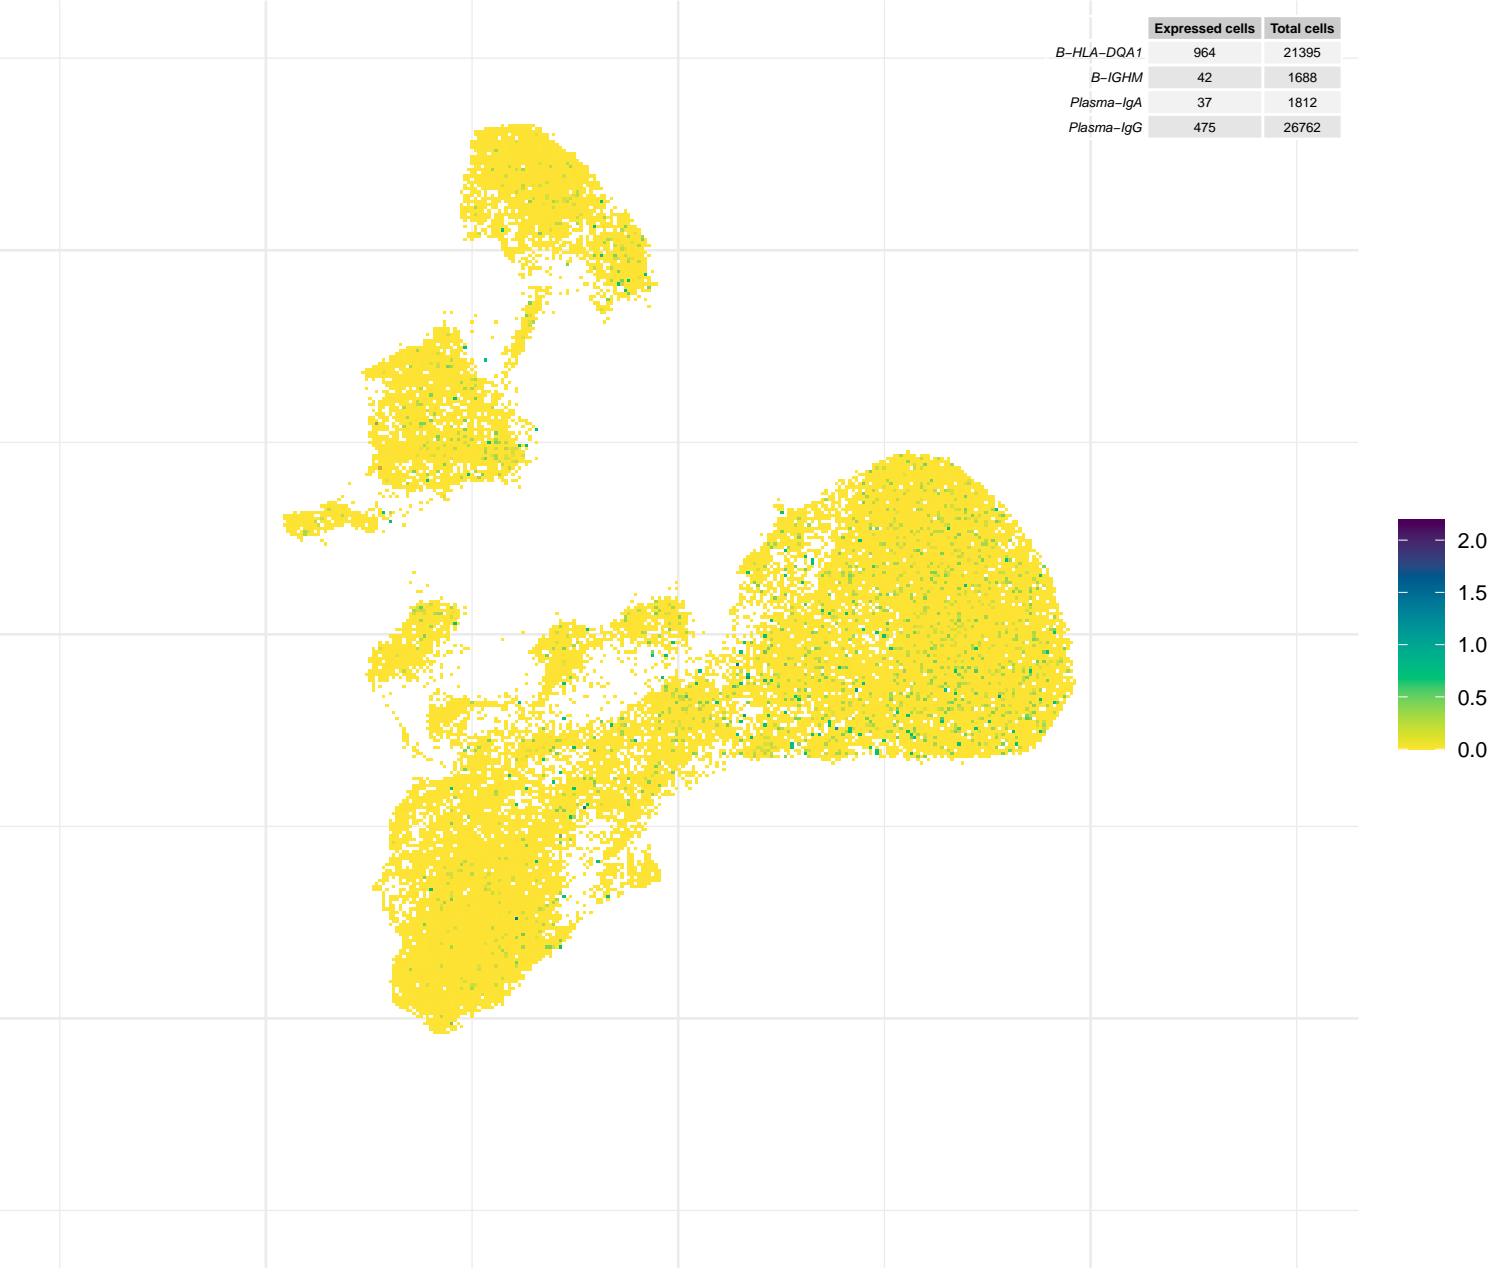 Expressed cells Total cells
B−HLA−DQA1 964 21395
B−IGHM 42 1688
Plasma−IgA 37 1812
Plasma−IgG 475 26762
2.0
1.5
1.0
0.5
0.0